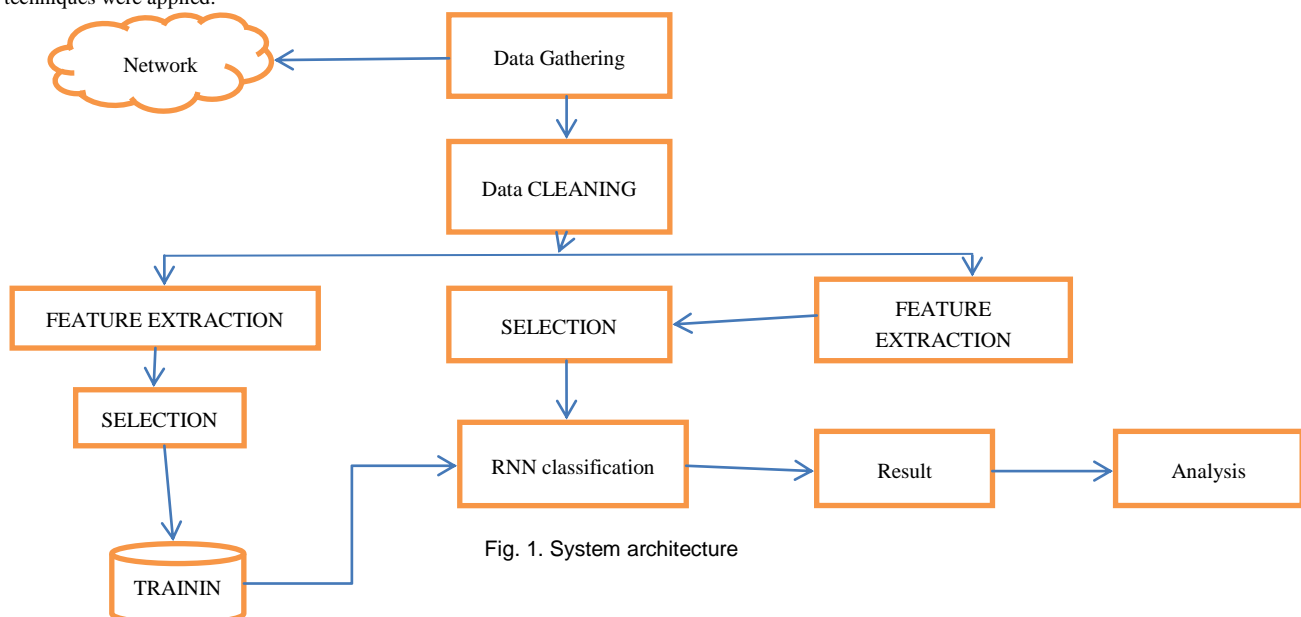 techniques were applied.
Network
Data Gathering
Data CLEANING
FEATURE EXTRACTION
SELECTION
FEATURE
EXTRACTION
SELECTION
RNN classification
Result
Analysis
Fig. 1. System architecture
TRAININ